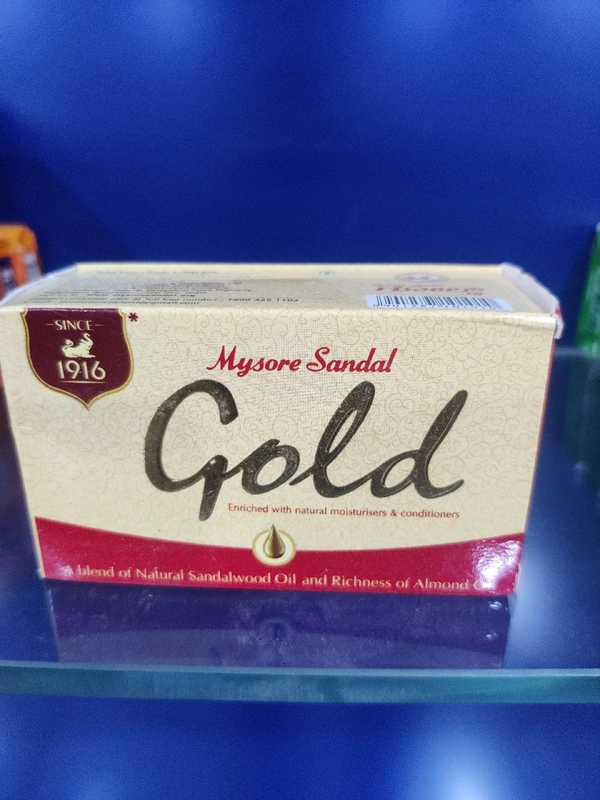 SINCE
1916
*
Mysore Sandal
Gold
Enriched with natural moisturisers & conditioners
A blend of Natural Sandalwood Oil and Richness of Almond